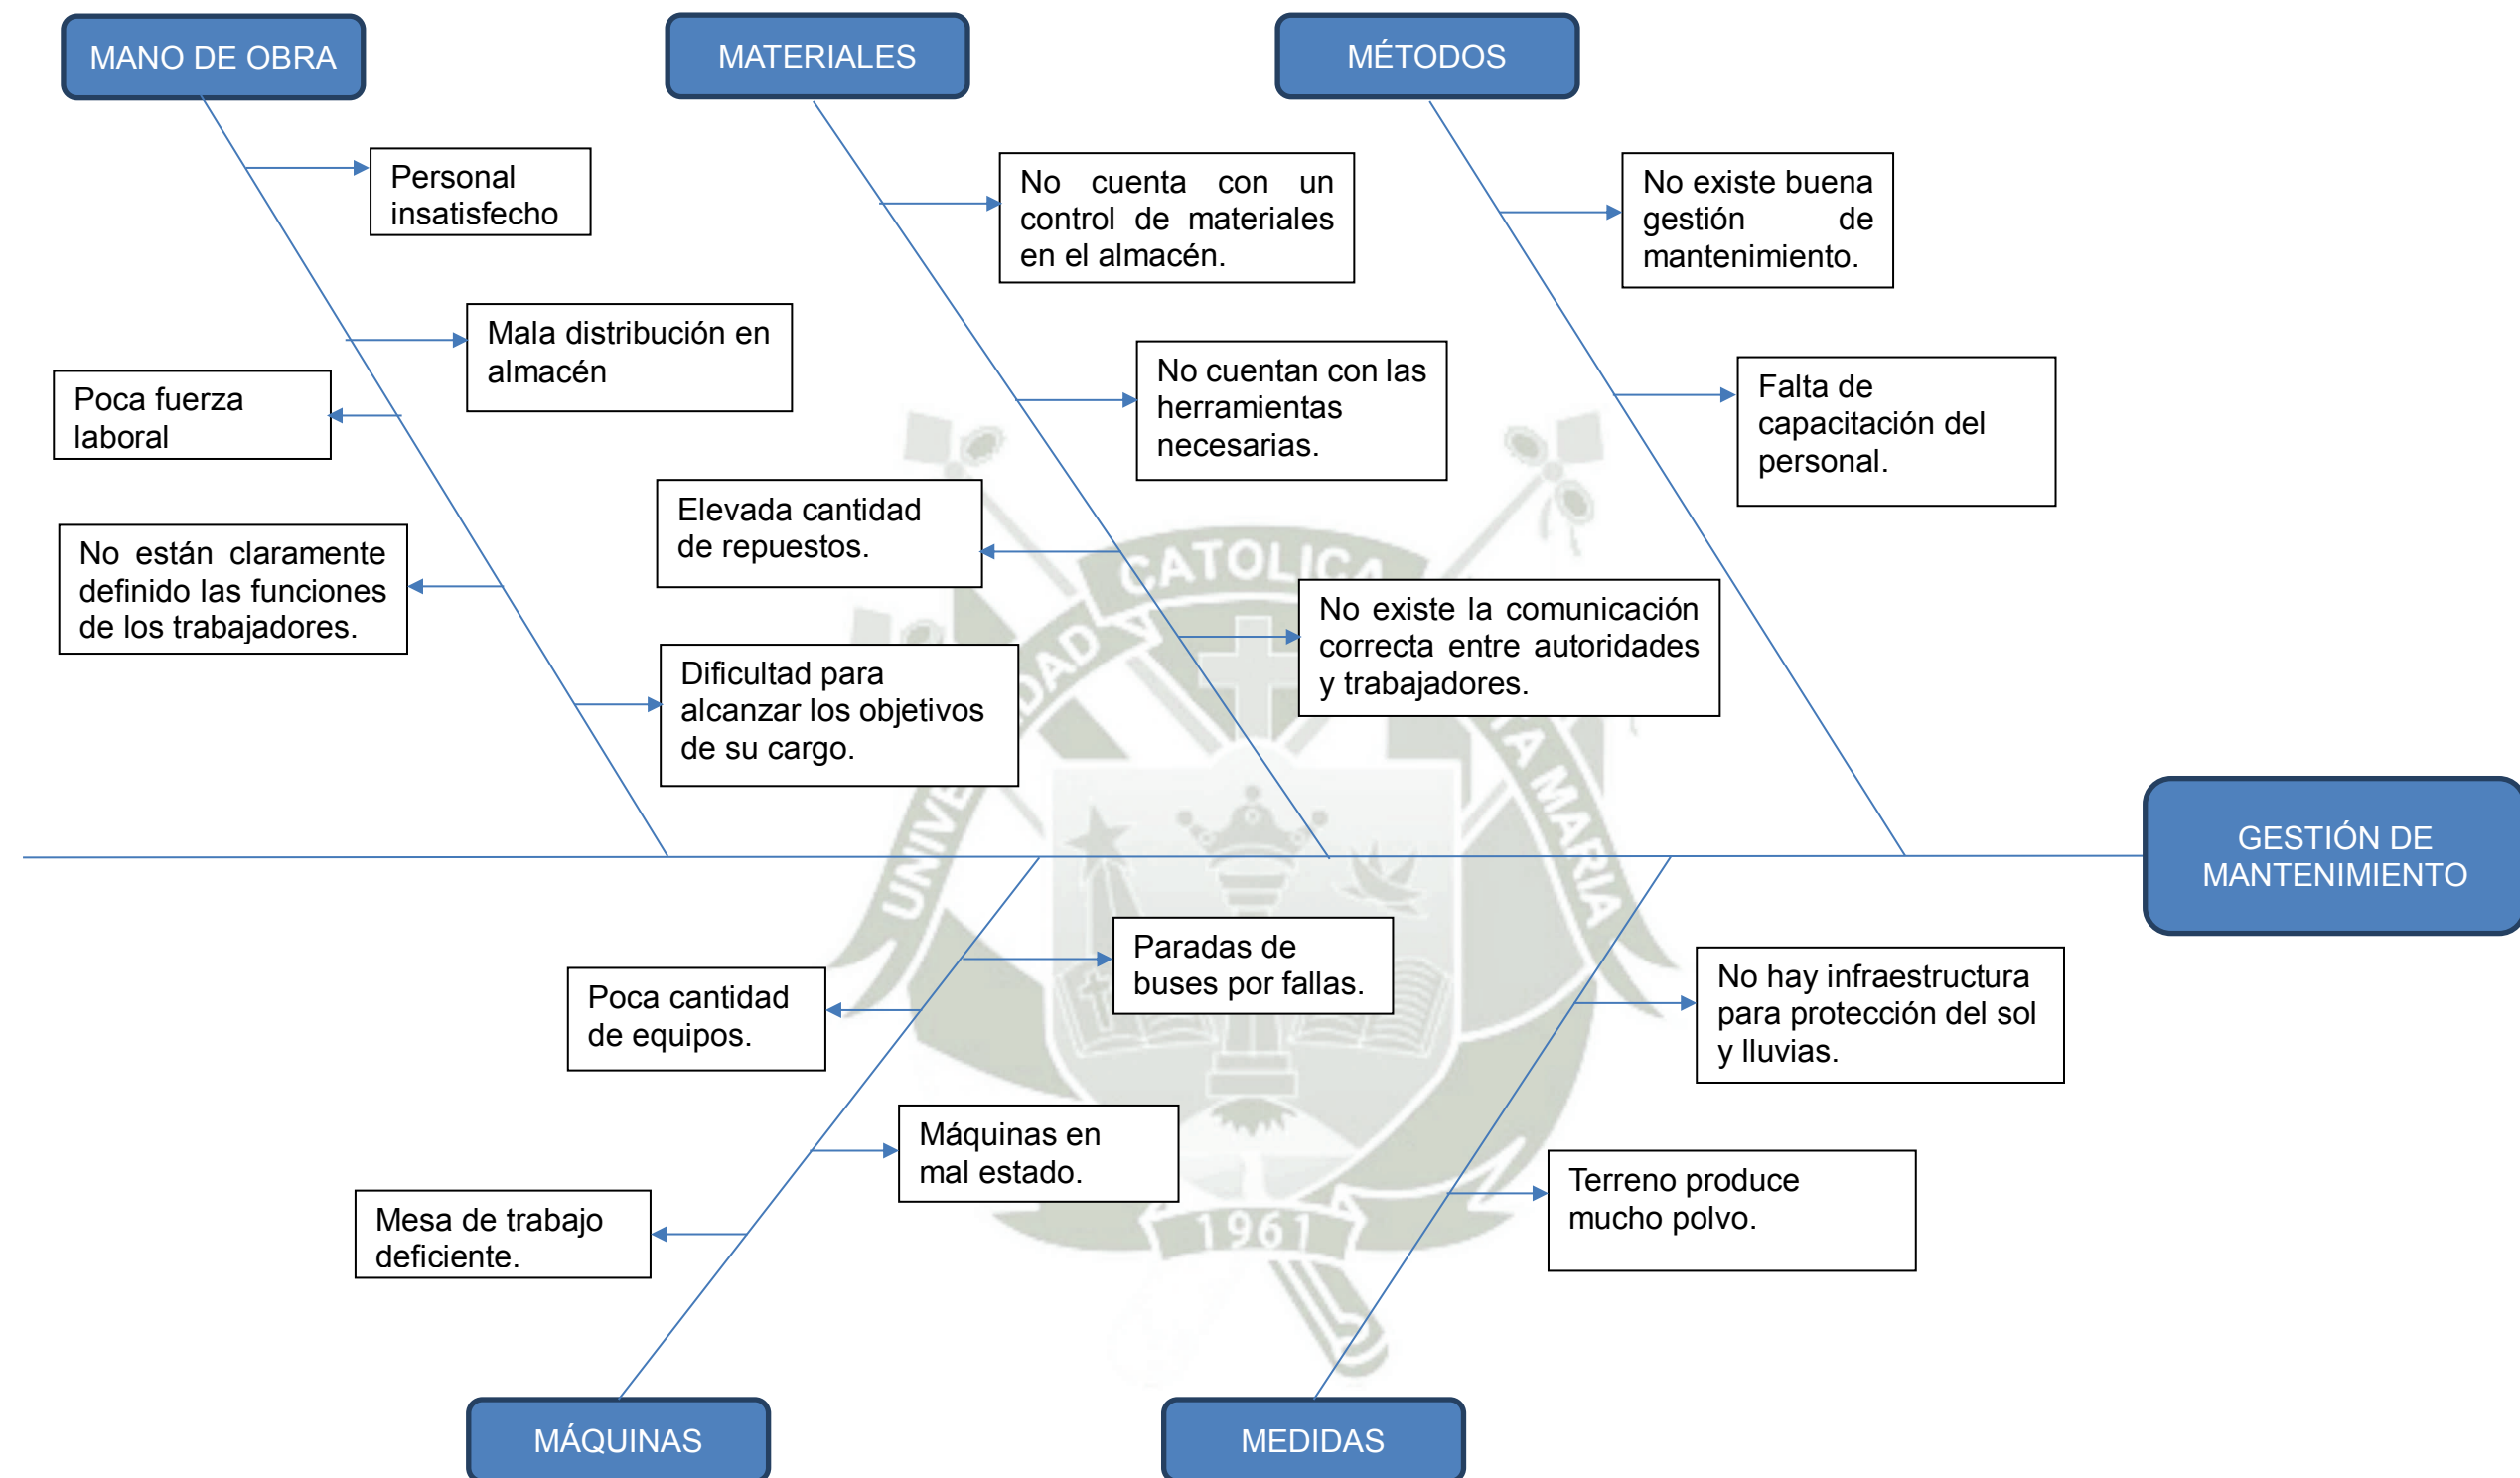 MANO DE OBRA
MATERIALES
MÉTODOS
Personal
insatisfecho
No cuenta con un
control de materiales
en el almacén.
No existe buena
gestión de
mantenimiento.
Mala distribución en
almacén
Poca fuerza
laboral
No cuentan con las
herramientas
necesarias.
Falta de
capacitación del
personal.
Elevada cantidad
de repuestos.
No están claramente
definido las funciones
de los trabajadores.
No existe la comunicación
correcta entre autoridades
y trabajadores.
Dificultad para
alcanzar los objetivos
de su cargo.
CATOLICA
MARIA
GESTIÓN DE
MANTENIMIENTO
Paradas de
buses por fallas.
No hay infraestructura
para protección del sol
y lluvias.
Poca cantidad
de equipos.
Máquinas en
mal estado.
Terreno produce
mucho polvo.
Mesa de trabajo
deficiente.
1961
MÁQUINAS
MEDIDAS